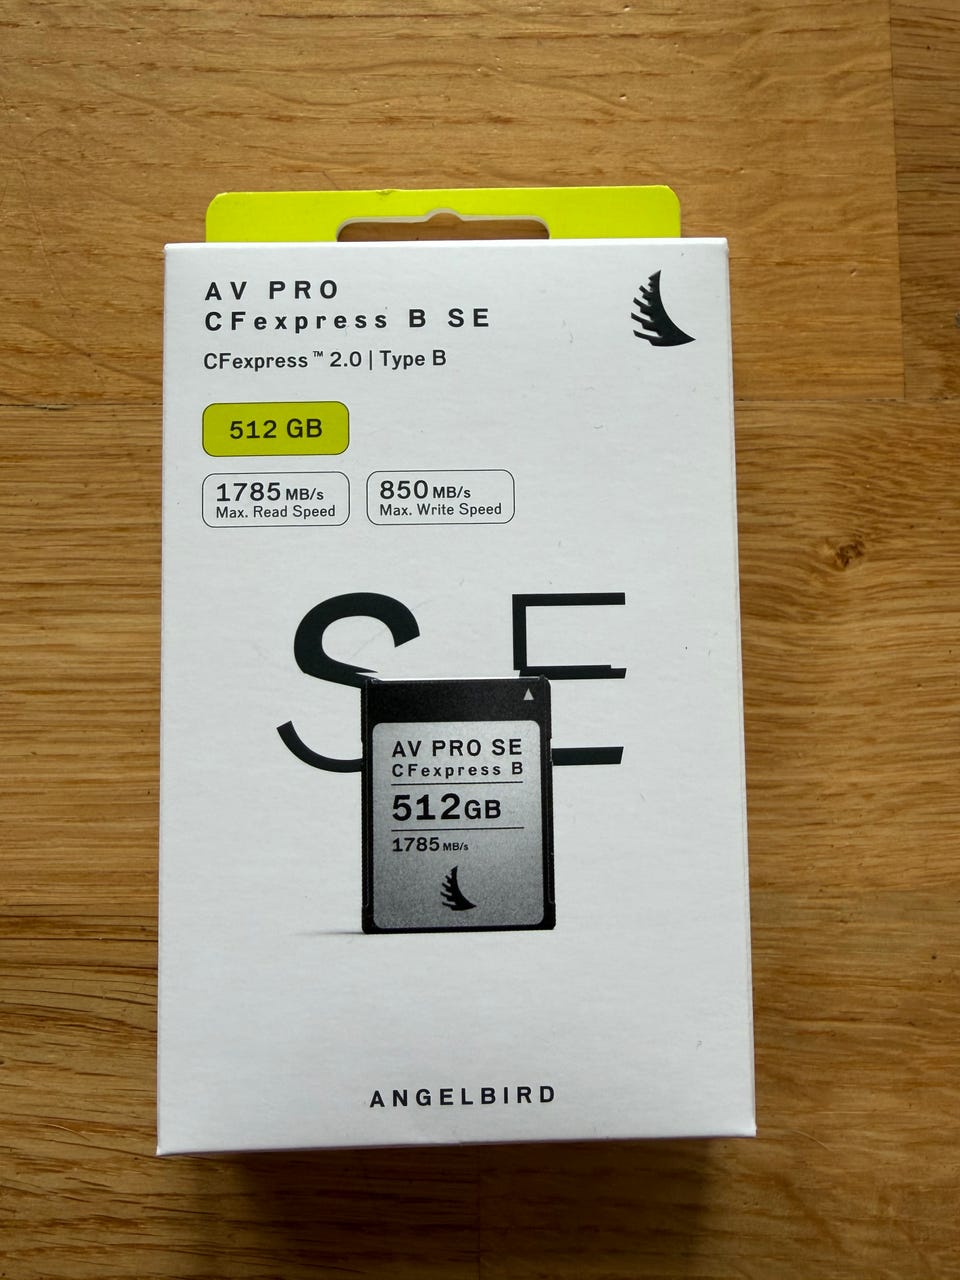 AV PRO
CFexpress B SE
CFexpress™ 2.0 | Type B
512 GB
1785 MB/s
Max. Read Speed
850 MB/s
Max. Write Speed
SE
AV PRO SE
CFexpress B
512GB
1785 MB/s
ANGELBIRD